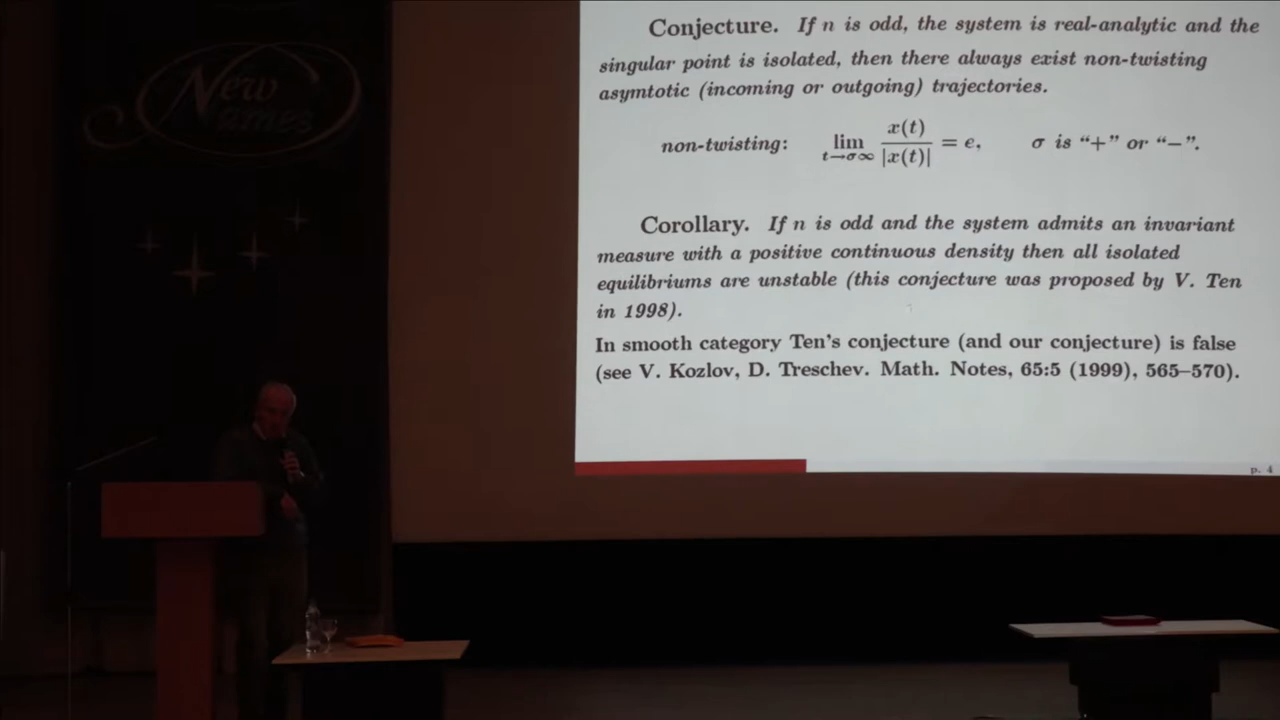 New
Names
Conjecture. If n is odd, the system is real-analytic and the
singular point is isolated, then there always exist non-twisting
asymtotic (incoming or outgoing) trajectories.
non-twisting: lim_{t→σ∞} x(t)/|x(t)| = e, σ is “+” or “−”.
Corollary. If n is odd and the system admits an invariant
measure with a positive continuous density then all isolated
equilibriums are unstable (this conjecture was proposed by V. Ten
in 1998).
In smooth category Ten’s conjecture (and our conjecture) is false
(see V. Kozlov, D. Treschev. Math. Notes, 65:5 (1999), 565–570).
p. 4